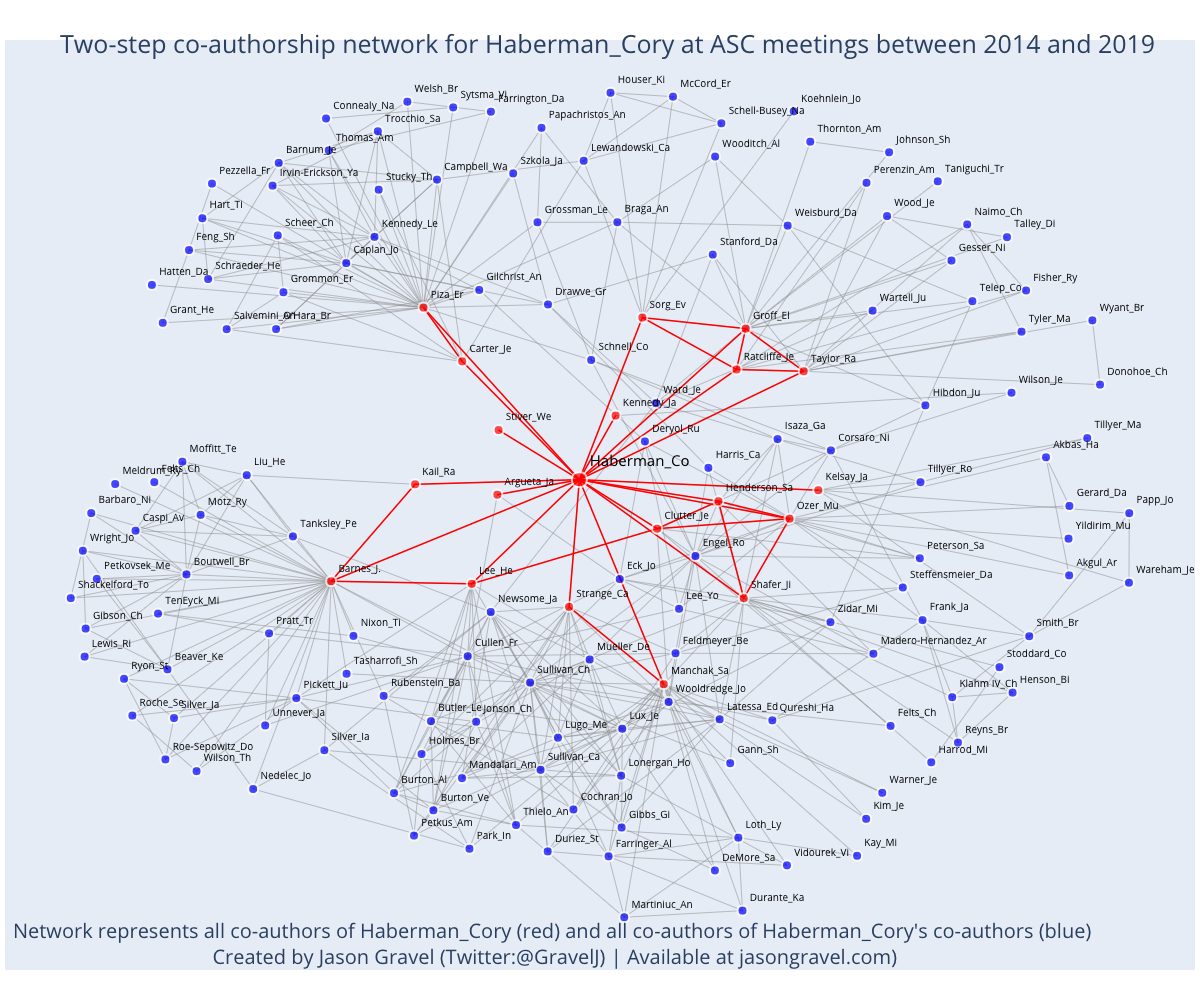 Two-step co-authorship network for Haberman_Cory at ASC meetings between 2014 and 2019
Houser_Ki
McCord_Er
Welsh_Br
Sytsma_Vi
Farrington_Da
Koehnlein_Jo
Connealy_Na
Trocchio_Sa
Papachristos_An
Schell-Busey_Na
Thornton_Am
Thomas_Am
Johnson_Sh
Barnum_Je
Lewandowski_Ca
Wooditch_Al
Pezzella_Fr
Irvin-Erickson_Ya
Stucky_Th
Campbell_Wa
Szkola_Ja
Perenzin_Am
Taniguchi_Tr
Hart_Ti
Scheer_Ch
Kennedy_Le
Grossman_Le
Braga_An
Weisburd_Da
Wood_Je
Naimo_Ch
Talley_Di
Feng_Sh
Caplan_Jo
Stanford_Da
Gesser_Ni
Hatten_Da
Schraeder_He
Grommon_Er
Piza_Er
Gilchrist_An
Drawve_Gr
Telep_Co
Fisher_Ry
Grant_He
Salvemini_An
O'Hara_Br
Sorg_Ev
Groff_El
Wartell_Ju
Tyler_Ma
Wyant_Br
Carter_Je
Schnell_Co
Ratcliffe_Je
Taylor_Ra
Donohoe_Ch
Stiver_We
Kennedy_Ja
Ward_Je
Hibdon_Ju
Wilson_Je
Deryol_Ru
Isaza_Ga
Corsaro_Ni
Tillyer_Ma
Moffitt_Te
Liu_He
Haberman_Co
Harris_Ca
Akbas_Ha
Meldrum_Ry
Felts_Ch
Kail_Ra
Argueta_Ja
Henderson_Sa
Kelsay_Ja
Tillyer_Ro
Barbaro_Ni
Motz_Ry
Ozer_Mu
Gerard_Da
Papp_Jo
Caspi_Av
Tanksley_Pe
Clutter_Je
Yildirim_Mu
Wright_Jo
Engel_Ro
Peterson_Sa
Petkovsek_Me
Boutwell_Br
Barnes_J.
Lee_He
Eck_Jo
Akgul_Ar
Wareham_Je
Shackelford_To
Strange_Ca
Shafer_Ji
Steffensmeier_Da
TenEyck_Mi
Newsome_Ja
Lee_Yo
Gibson_Ch
Pratt_Tr
Nixon_Ti
Zidar_Mi
Frank_Ja
Smith_Br
Lewis_Ri
Beaver_Ke
Cullen_Fr
Mueller_De
Feldmeyer_Be
Madero-Hernandez_Ar
Stoddard_Co
Ryon_St
Tasharrofi_Sh
Sullivan_Ch
Manchak_Sa
Pickett_Ju
Rubenstein_Ba
Wooldredge_Jo
Klahm IV_Ch
Henson_Bi
Roche_Se
Silver_Ja
Unnever_Ja
Butler_Le
Jonson_Ch
Lux_Je
Latessa_Ed
Qureshi_Ha
Felts_Ch
Reyns_Br
Silver_Ia
Lugo_Me
Roe-Sepowitz_Do
Wilson_Th
Holmes_Br
Sullivan_Ca
Gann_Sh
Harrod_Mi
Nedelec_Jo
Burton_Al
Mandalari_Am
Lonergan_Ho
Warner_Je
Burton_Ve
Cochran_Jo
Kim_Je
Petkus_Am
Park_In
Thielo_An
Gibbs_Gi
Loth_Ly
Duriez_St
Farringer_Al
DeMore_Sa
Vidourek_Vi
Kay_Mi
Martiniuc_An
Durante_Ka
Network represents all co-authors of Haberman_Cory (red) and all co-authors of Haberman_Cory's co-authors (blue)
Created by Jason Gravel (Twitter:@GravelJ) | Available at jasongravel.com)